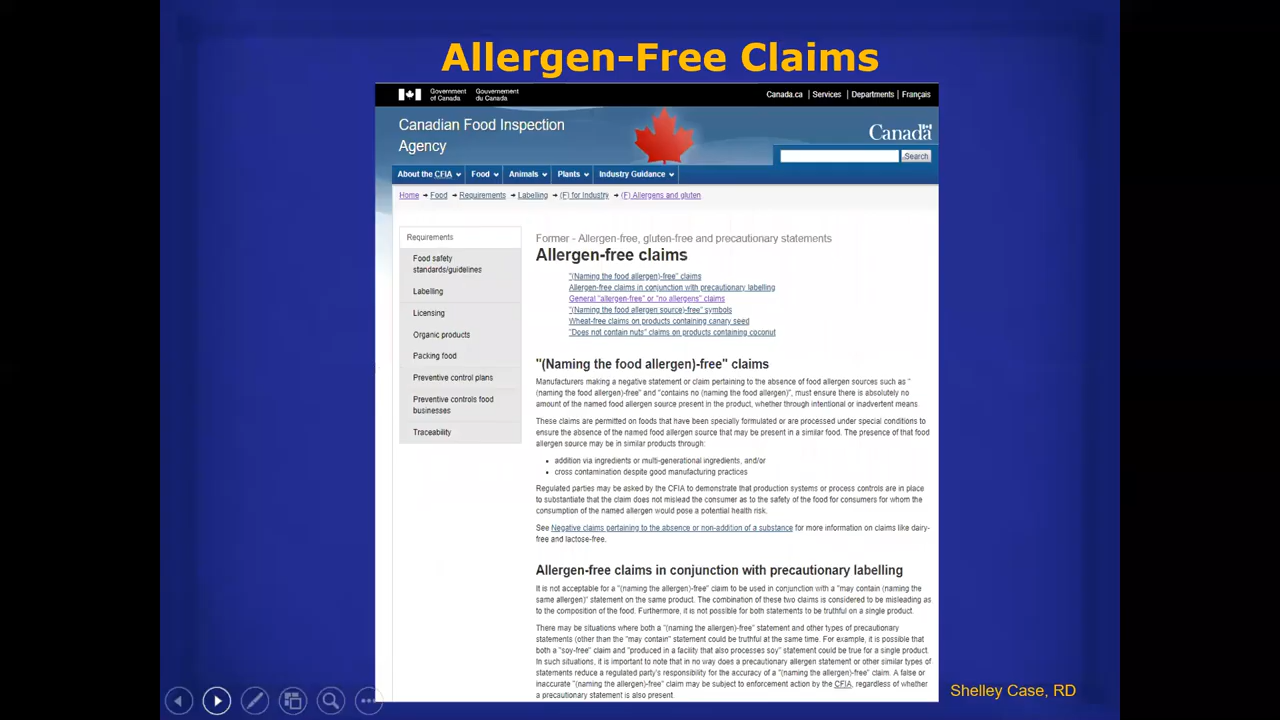 Allergen-Free Claims
Government of Canada
Gouvernement du Canada
Canada.ca | Services | Departments | Français
Canadian Food Inspection
Agency
Canada
Search
About the CFIA Food Animals Plants Industry Guidance
Home → Food → Requirements → Labelling → (F) for Industry → (F) Allergens and gluten
Requirements
Food safety
standards/guidelines
Labelling
Licensing
Organic products
Packing food
Preventive control plans
Preventive controls food
businesses
Traceability
Former - Allergen-free, gluten-free and precautionary statements
Allergen-free claims
"(Naming the food allergen)-free" claims
Allergen-free claims in conjunction with precautionary labelling
General "allergen-free" or "no allergens" claims
"(Naming the food allergen source)-free" symbols
Wheat-free claims on products containing canary seed
"Does not contain nuts" claims on products containing coconut
"(Naming the food allergen)-free" claims
Manufacturers making a negative statement or claim pertaining to the absence of food allergen sources such as "
(naming the food allergen)-free" and "contains no (naming the food allergen)", must ensure there is absolutely no
amount of the named food allergen source present in the product, whether through intentional or inadvertent means.
These claims are permitted on foods that have been specially formulated or are processed under special conditions to
ensure the absence of the named food allergen source that may be present in a similar food. The presence of that food
allergen source may be in similar products through:
• addition via ingredients or multi-generational ingredients, and/or
• cross contamination despite good manufacturing practices
Regulated parties may be asked by the CFIA to demonstrate that production systems or process controls are in place
to substantiate that the claim does not mislead the consumer as to the safety of the food for consumers for whom the
consumption of the named allergen would pose a potential health risk.
See Negative claims pertaining to the absence or non-addition of a substance for more information on claims like dairy-
free and lactose-free.
Allergen-free claims in conjunction with precautionary labelling
It is not acceptable for a "(naming the allergen)-free" claim to be used in conjunction with a "may contain (naming the
same allergen)" statement on the same product. The combination of these two claims is considered to be misleading as
to the composition of the food. Furthermore, it is not possible for both statements to be truthful on a single product.
There may be situations where both a "(naming the allergen)-free" statement and other types of precautionary
statements (other than the "may contain" statement could be truthful at the same time. For example, it is possible that
both a "soy-free" claim and "produced in a facility that also processes soy" statement could be true for a single product.
In such situations, it is important to note that in no way does a precautionary allergen statement or other similar types of
statements reduce a regulated party's responsibility for the accuracy of a "(naming the allergen)-free" claim. A false or
inaccurate "(naming the allergen)-free" claim may be subject to enforcement action by the CFIA, regardless of whether
a precautionary statement is also present.
Shelley Case, RD